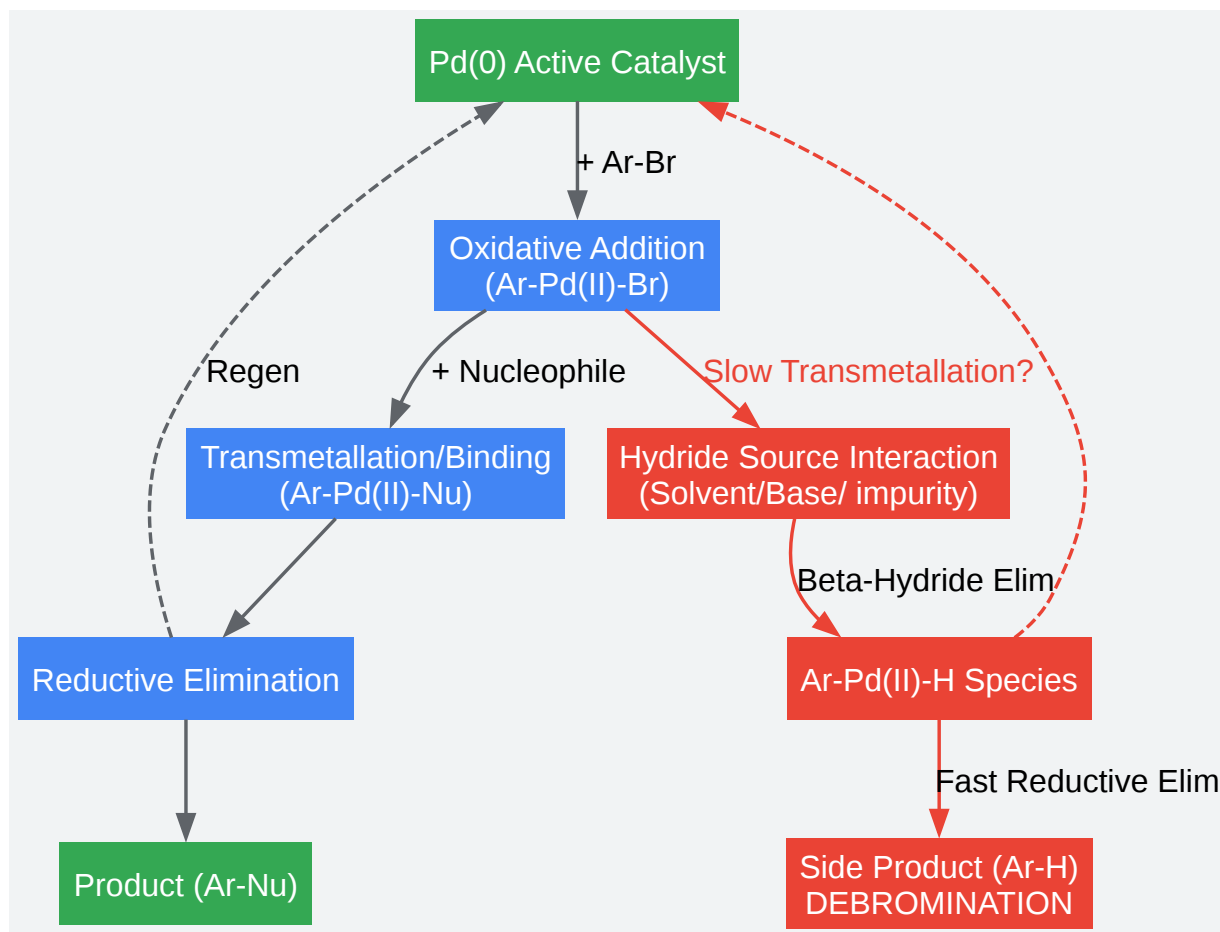 Pd(0) Active Catalyst
+ Ar-Br
Oxidative Addition
(Ar-Pd(II)-Br)
Regen
+ Nucleophile
Slow Transmetallation?
Transmetallation/Binding
(Ar-Pd(II)-Nu)
Hydride Source Interaction
(Solvent/Base/ impurity)
Beta-Hydride Elim
Reductive Elimination
Ar-Pd(II)-H Species
Fast Reductive Elim
Product (Ar-Nu)
Side Product (Ar-H)
DEBROMINATION